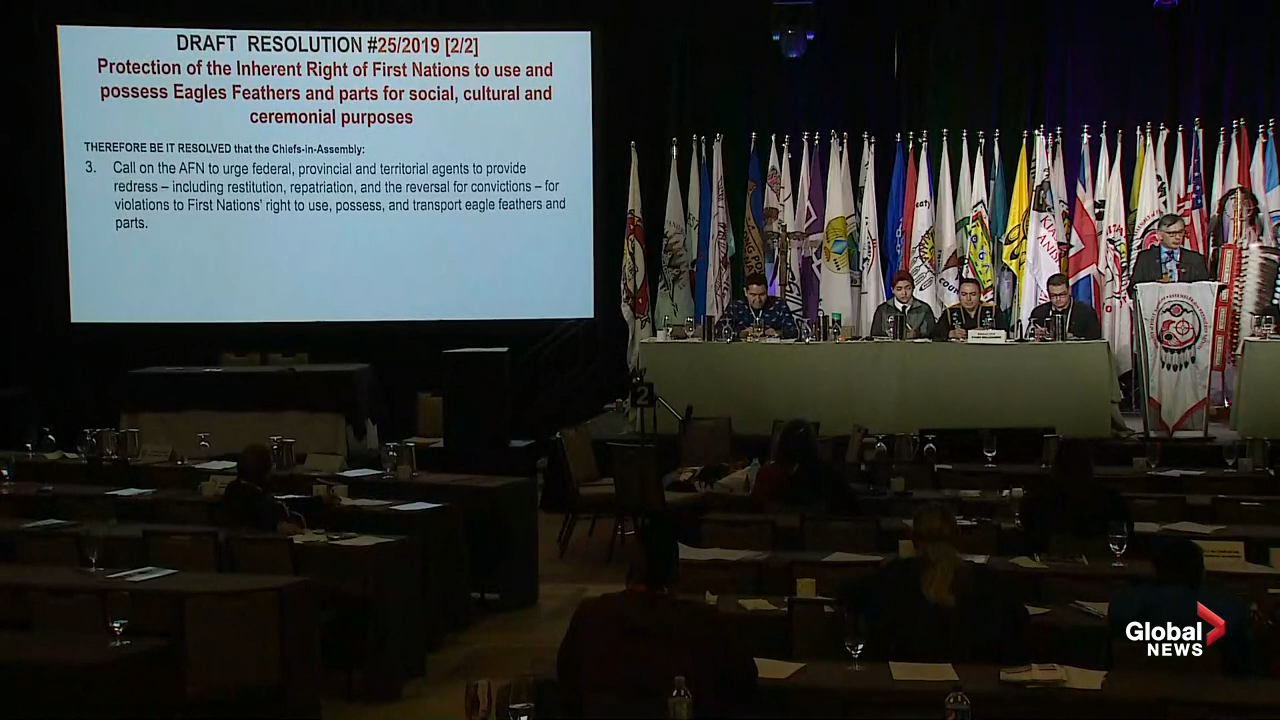 DRAFT RESOLUTION #25/2019 [2/2]
Protection of the Inherent Right of First Nations to use and
possess Eagles Feathers and parts for social, cultural and
ceremonial purposes
THEREFORE BE IT RESOLVED that the Chiefs-in-Assembly:
3. Call on the AFN to urge federal, provincial and territorial agents to provide
redress – including restitution, repatriation, and the reversal for convictions – for
violations to First Nations' right to use, possess, and transport eagle feathers and
parts.
2
Global
NEWS